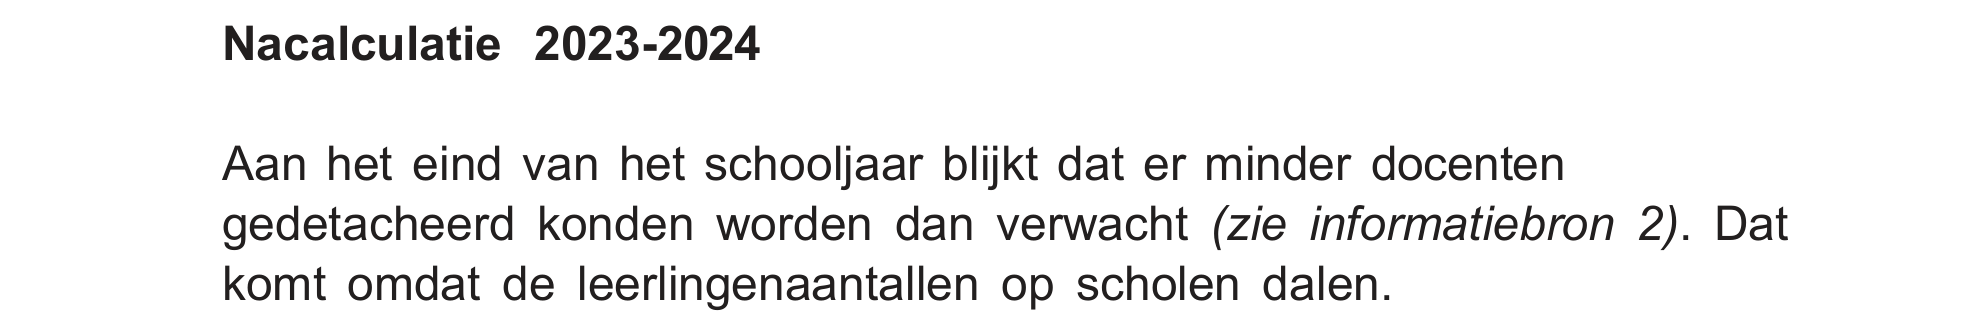 Nacalculatie 2023-2024
Aan het eind van het schooljaar blijkt dat er minder docenten
gedetacheerd konden worden dan verwacht (zie informatiebron 2). Dat
komt omdat de leerlingenaantallen op scholen dalen.